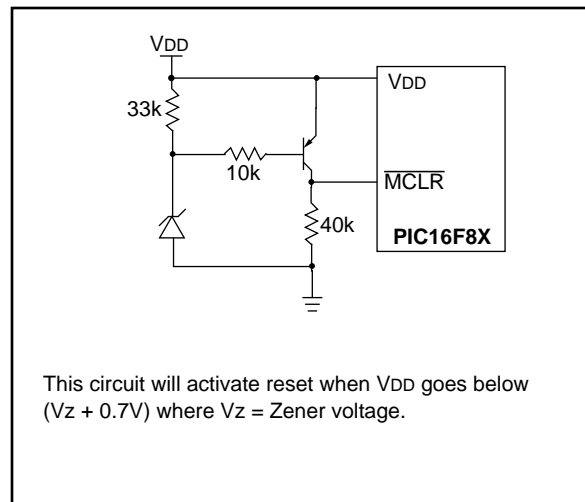 VDD
VDD
33k
10k
MCLR
40k
PIC16F8X
This circuit will activate reset when VDD goes below
(Vz + 0.7V) where Vz = Zener voltage.